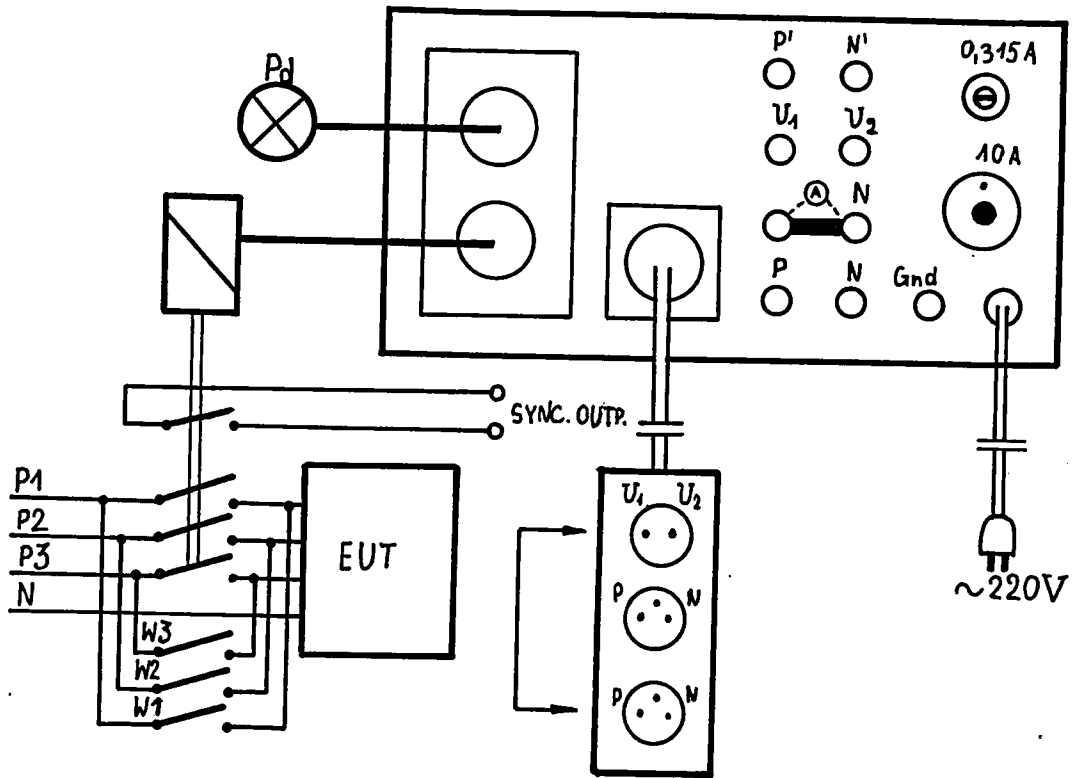 Pd
P' N'
0,315A
U1 U2
10A
A
N
P N
Gnd
SYNC. OUTP.
P1
P2
P3
N
EUT
W3
W2
W1
U1 U2
P N
P N
~220V